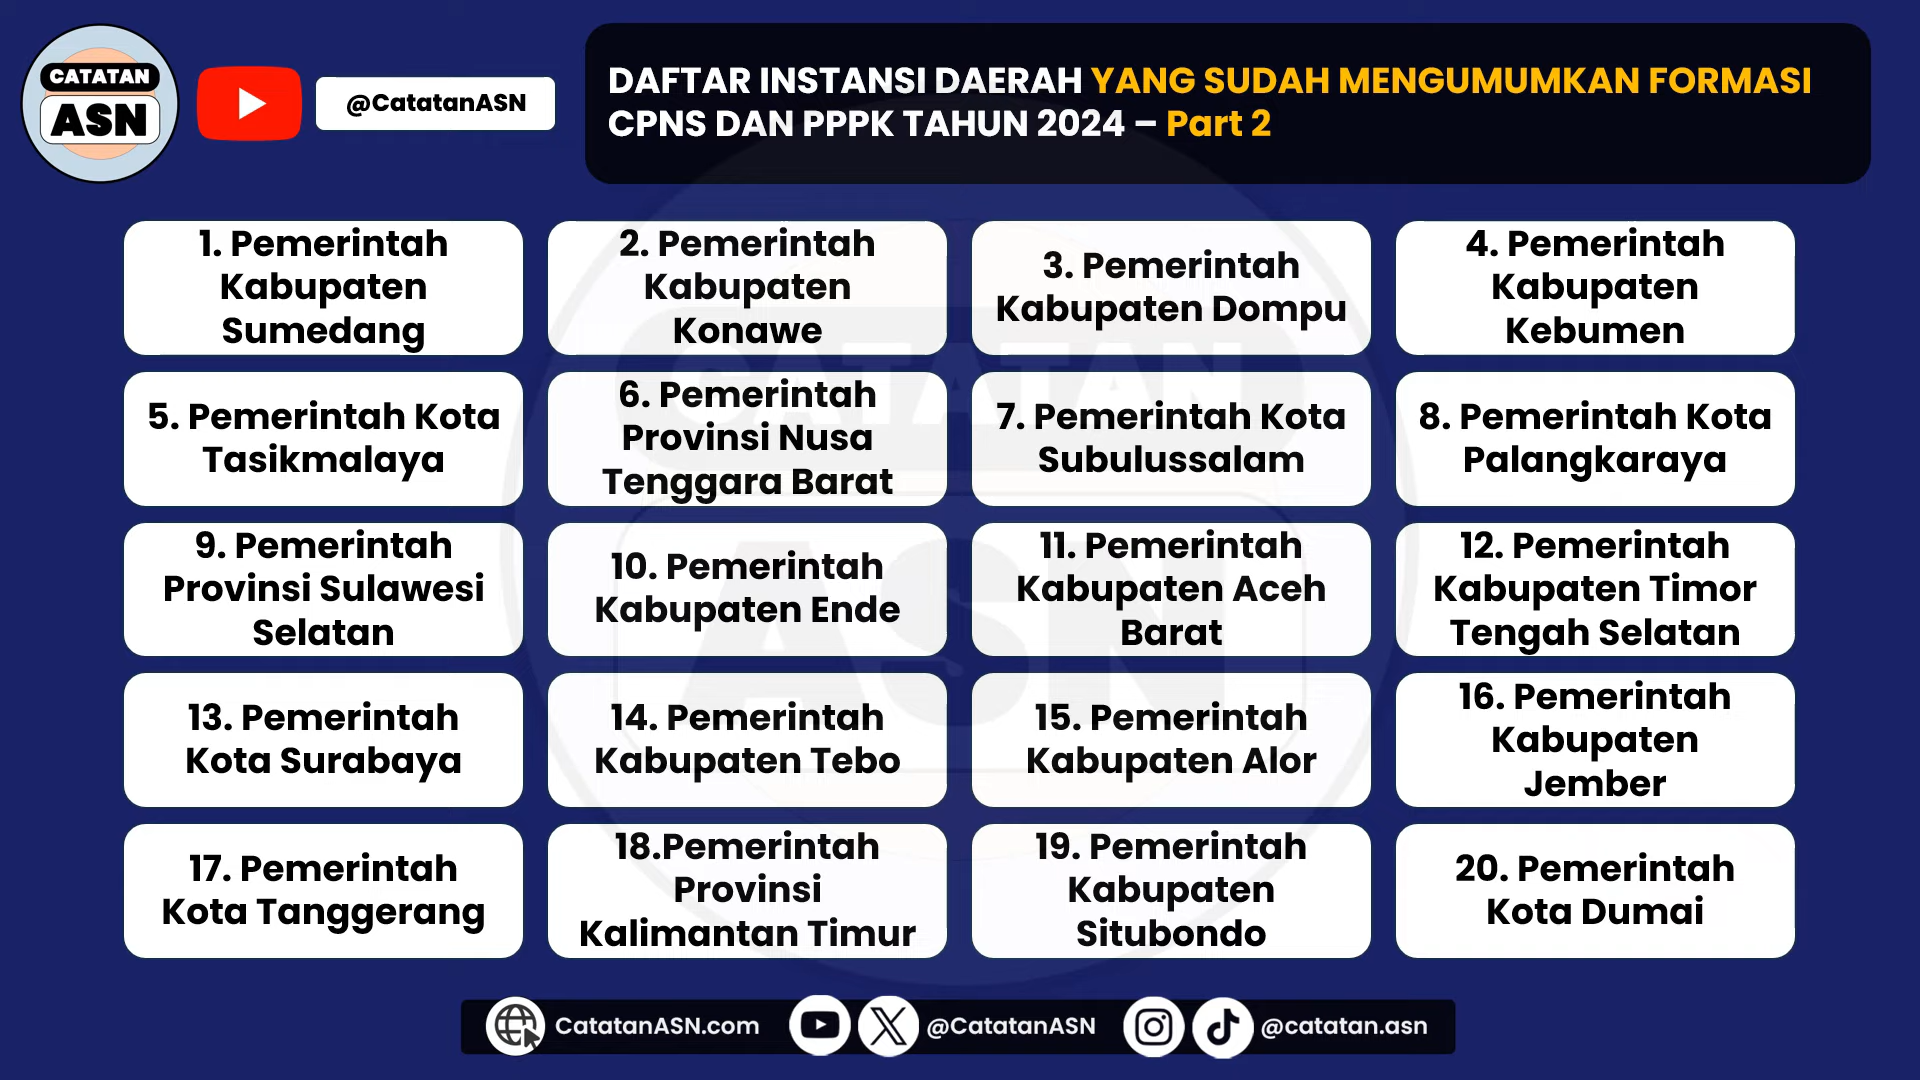 CATATAN
ASN
@CatatanASN
DAFTAR INSTANSI DAERAH YANG SUDAH MENGUMUMKAN FORMASI
CPNS DAN PPPK TAHUN 2024 – Part 2
1. Pemerintah
Kabupaten
Sumedang
2. Pemerintah
Kabupaten
Konawe
3. Pemerintah
Kabupaten Dompu
4. Pemerintah
Kabupaten
Kebumen
5. Pemerintah Kota
Tasikmalaya
6. Pemerintah
Provinsi Nusa
Tenggara Barat
7. Pemerintah Kota
Subulussalam
8. Pemerintah Kota
Palangkaraya
9. Pemerintah
Provinsi Sulawesi
Selatan
10. Pemerintah
Kabupaten Ende
11. Pemerintah
Kabupaten Aceh
Barat
12. Pemerintah
Kabupaten Timor
Tengah Selatan
13. Pemerintah
Kota Surabaya
14. Pemerintah
Kabupaten Tebo
15. Pemerintah
Kabupaten Alor
16. Pemerintah
Kabupaten
Jember
17. Pemerintah
Kota Tanggerang
18.Pemerintah
Provinsi
Kalimantan Timur
19. Pemerintah
Kabupaten
Situbondo
20. Pemerintah
Kota Dumai
CATATAN
ASN
CatatanASN.com
@CatatanASN
@catatan.asn